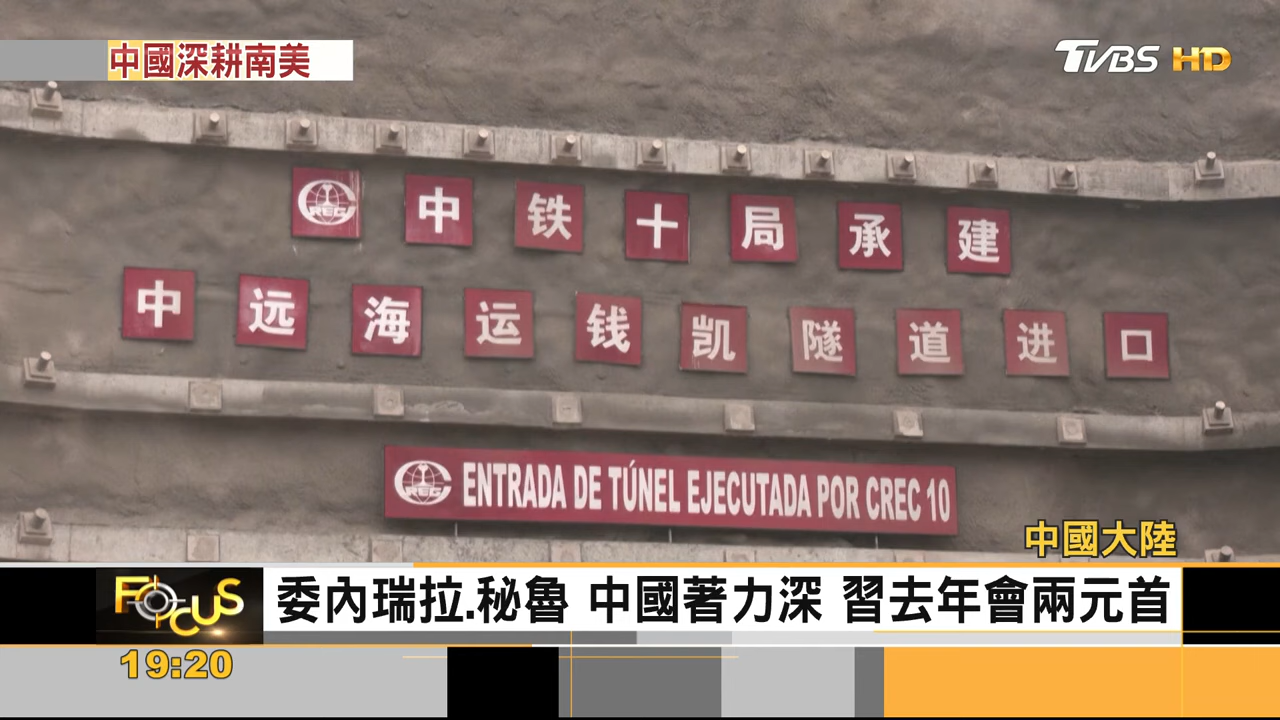 中國深耕南美
TVBS HD
CREG 中铁十局承建
中远海运钱凯隧道进口
CREG ENTRADA DE TÚNEL EJECUTADA POR CREC 10
中國大陸
FOCUS
委內瑞拉.秘魯 中國著力深 習去年會兩元首
19:20